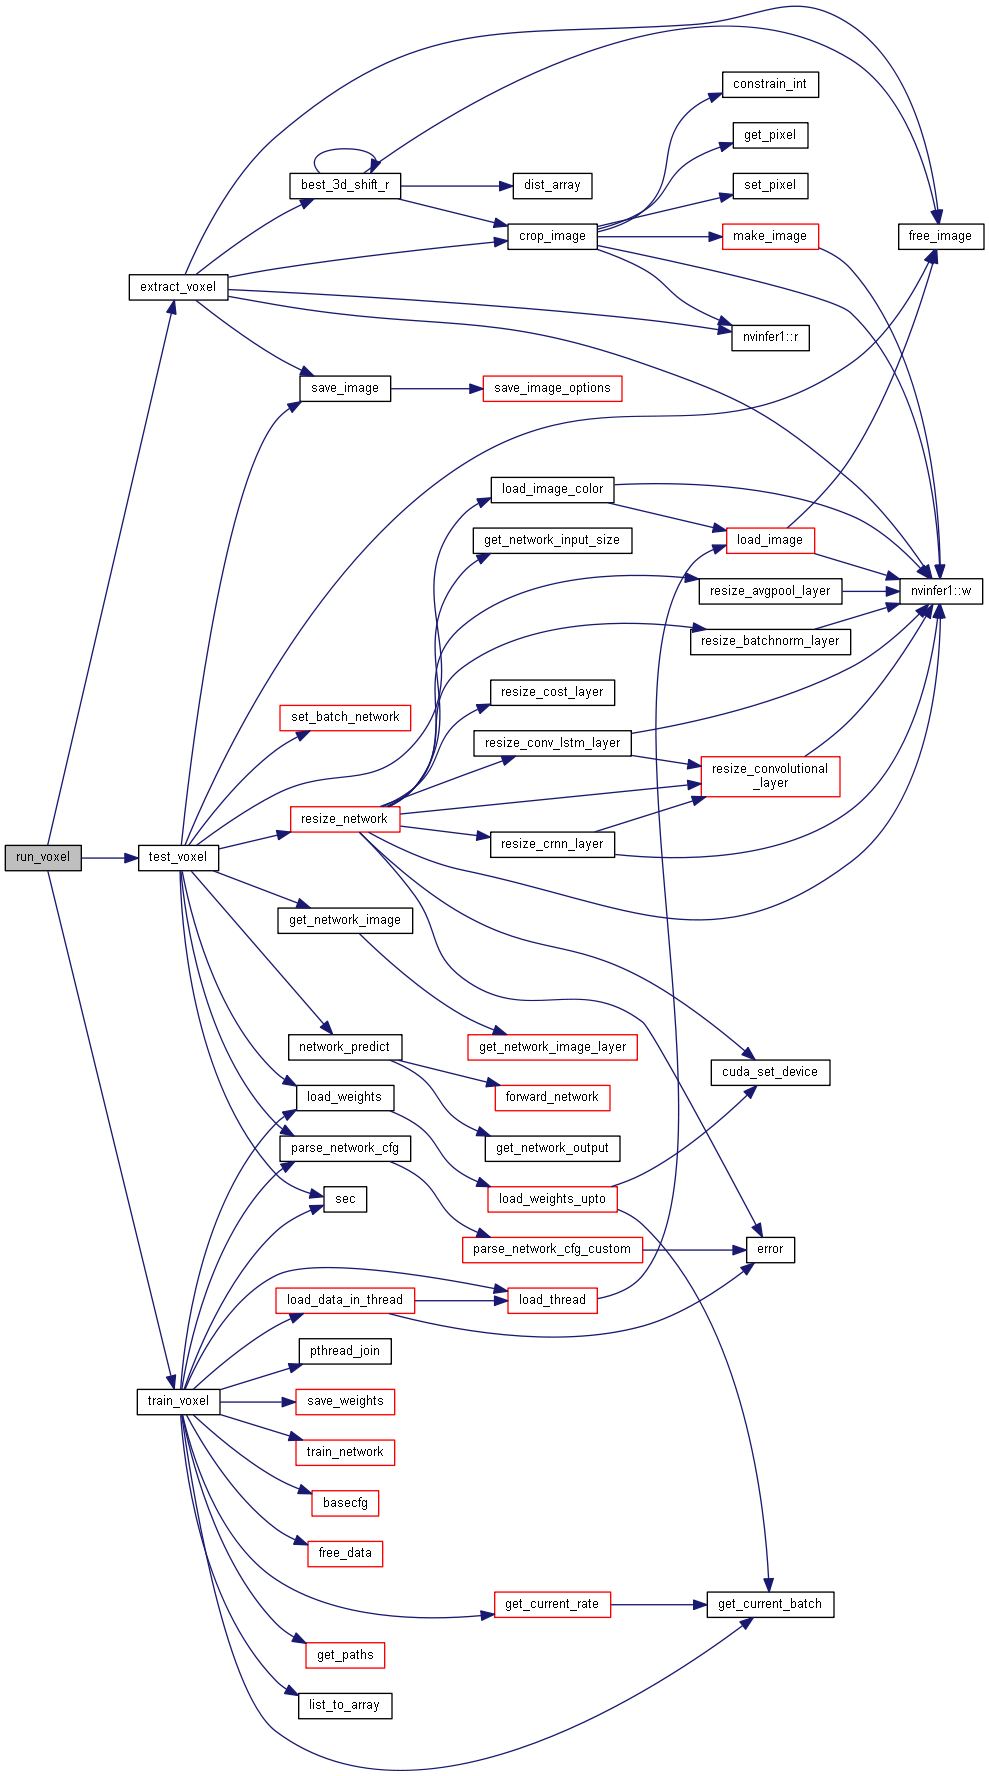 constrain_int
get_pixel
best_3d_shift_r
dist_array
set_pixel
crop_image
make_image
free_image
extract_voxel
nvinfer1::r
save_image
save_image_options
load_image_color
get_network_input_size
load_image
resize_avgpool_layer
nvinfer1::w
resize_batchnorm_layer
resize_cost_layer
set_batch_network
resize_conv_lstm_layer
resize_convolutional
_layer
resize_network
resize_crnn_layer
run_voxel
test_voxel
get_network_image
network_predict
get_network_image_layer
cuda_set_device
load_weights
forward_network
parse_network_cfg
get_network_output
sec
load_weights_upto
parse_network_cfg_custom
error
load_data_in_thread
load_thread
pthread_join
train_voxel
save_weights
train_network
basecfg
free_data
get_current_rate
get_current_batch
get_paths
list_to_array